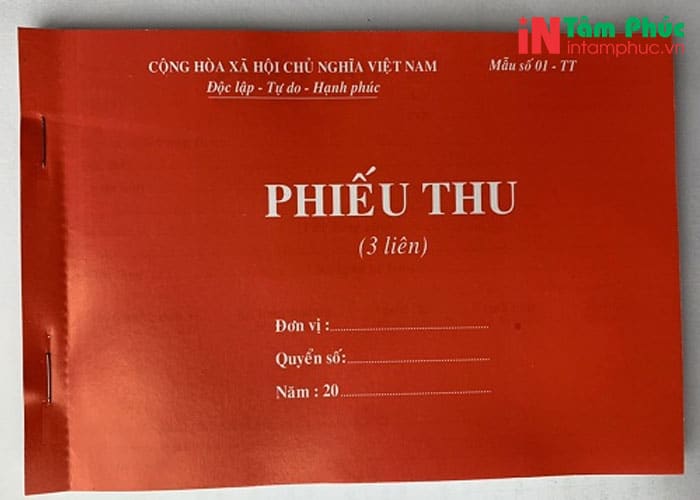 iN Tâm Phúc
intamphuc.vn
CỘNG HÒA XÃ HỘI CHỦ NGHĨA VIỆT NAM
Mẫu số 01 - TT
Độc lập - Tự do - Hạnh phúc
PHIẾU THU
(3 liên)
Đơn vị :
Quyển số:
Năm : 20